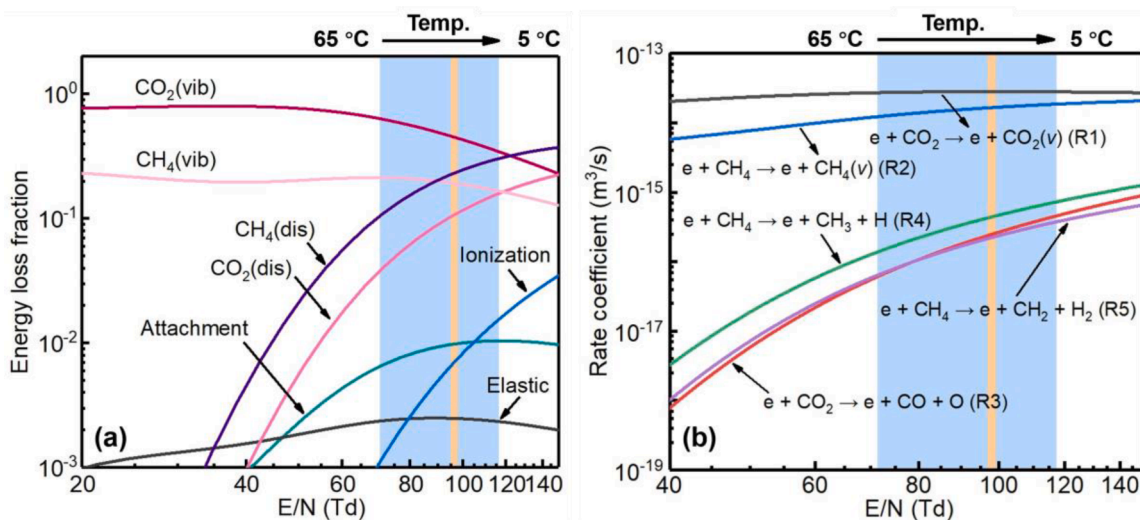 Temp.
65 °C 5 °C
10⁰
10⁻¹
10⁻²
10⁻³
Energy loss fraction
CO₂(vib)
CH₄(vib)
CH₄(dis)
CO₂(dis)
Ionization
Attachment
Elastic
(a)
20 40 60 80 100 120 140
E/N (Td)
Temp.
65 °C 5 °C
10⁻¹³
10⁻¹⁵
10⁻¹⁷
10⁻¹⁹
Rate coefficient (m³/s)
e + CO₂ → e + CO₂(v) (R1)
e + CH₄ → e + CH₄(v) (R2)
e + CH₄ → e + CH₃ + H (R4)
e + CH₄ → e + CH₂ + H₂ (R5)
e + CO₂ → e + CO + O (R3)
(b)
40 60 80 100 120 140
E/N (Td)